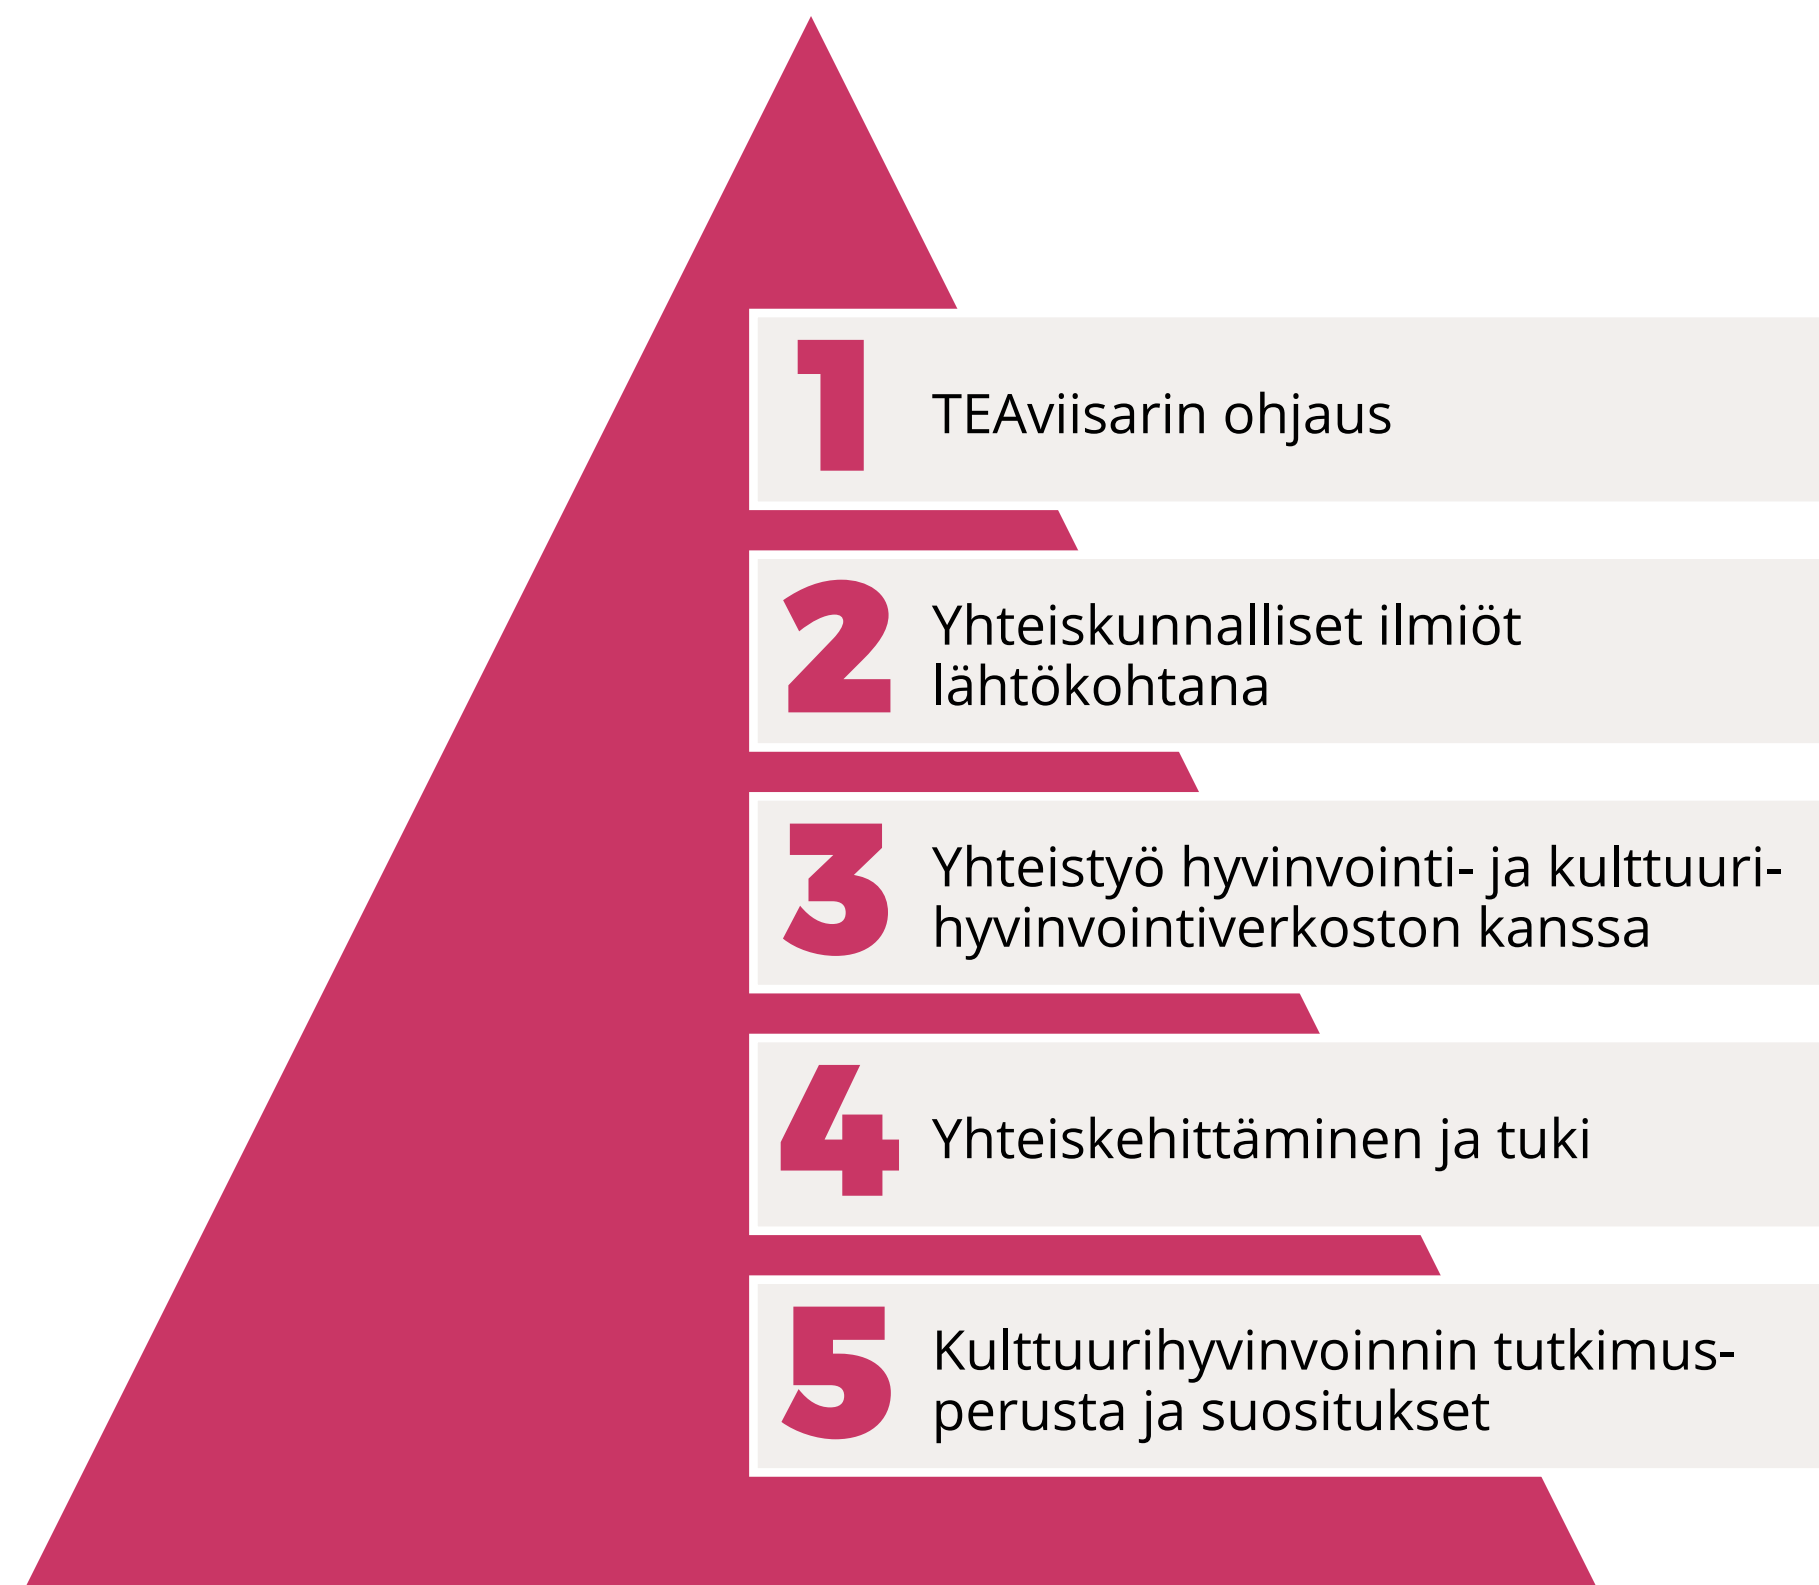 1
TEAviisarin ohjaus
2
Yhteiskunnalliset ilmiöt
lähtökohtana
3
Yhteistyö hyvinvointi- ja kulttuuri-
hyvinvointiverkoston kanssa
4
Yhteiskehittäminen ja tuki
5
Kulttuurihyvinvoinnin tutkimus-
perusta ja suositukset